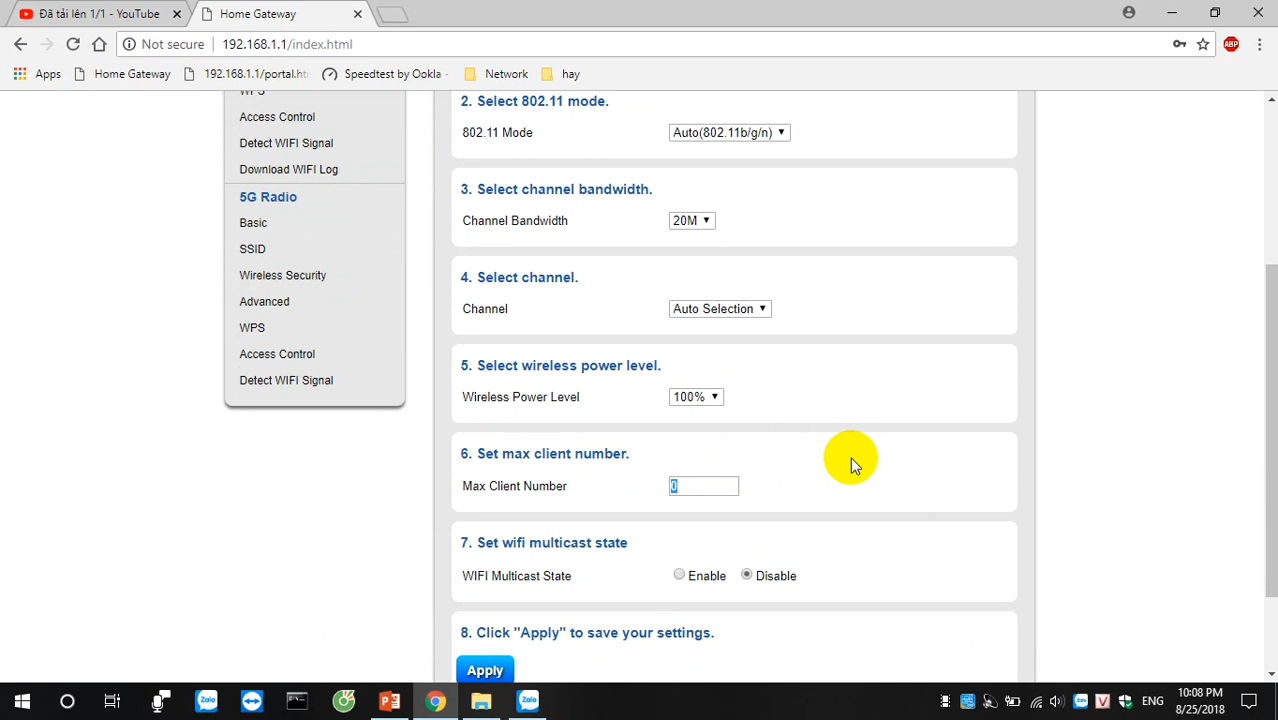 Đã tải lên 1/1 - YouTube
Home Gateway
Not secure
192.168.1.1/index.html
ABP
Apps
Home Gateway
192.168.1.1/portal.ht
Speedtest by Ookla -
Network
hay
WPS
Access Control
Detect WIFI Signal
Download WIFI Log
5G Radio
Basic
SSID
Wireless Security
Advanced
WPS
Access Control
Detect WIFI Signal
2. Select 802.11 mode.
802.11 Mode
Auto(802.11b/g/n)
3. Select channel bandwidth.
Channel Bandwidth
20M
4. Select channel.
Channel
Auto Selection
5. Select wireless power level.
Wireless Power Level
100%
6. Set max client number.
Max Client Number
0
7. Set wifi multicast state
WIFI Multicast State
Enable
Disable
8. Click "Apply" to save your settings.
Apply
Zalo
Zalo
Zalo
V
ENG
10:08 PM
8/25/2018